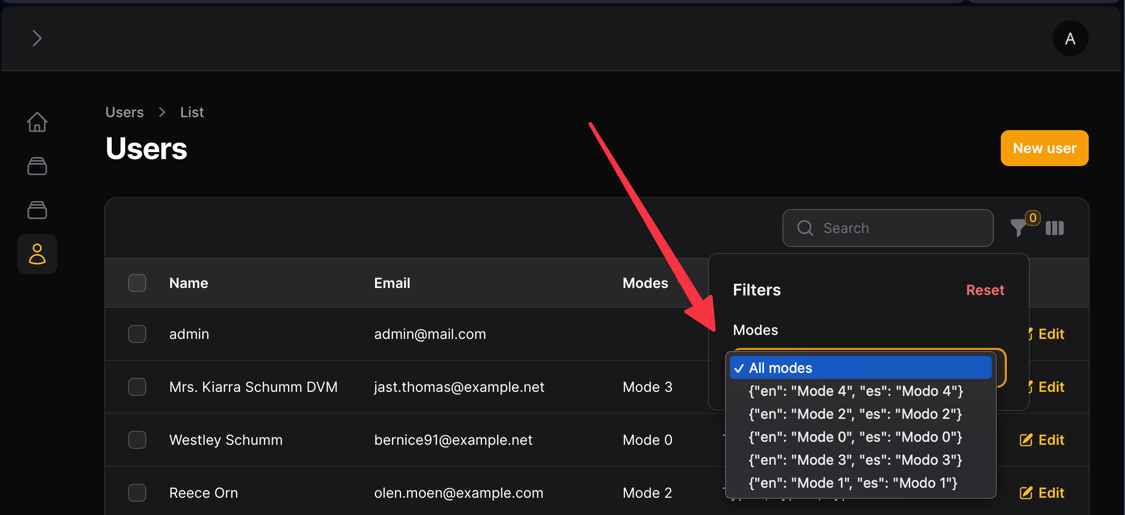 A
Users > List
Users
New user
Search
0
Name Email Modes
Filters Reset
Modes
admin admin@mail.com Edit
All modes
{"en": "Mode 4", "es": "Modo 4"}
Mrs. Kiarra Schumm DVM jast.thomas@example.net Mode 3 Edit
{"en": "Mode 2", "es": "Modo 2"}
{"en": "Mode 0", "es": "Modo 0"}
Westley Schumm bernice91@example.net Mode 0 Edit
{"en": "Mode 3", "es": "Modo 3"}
{"en": "Mode 1", "es": "Modo 1"}
Reece Orn olen.moen@example.com Mode 2 Edit